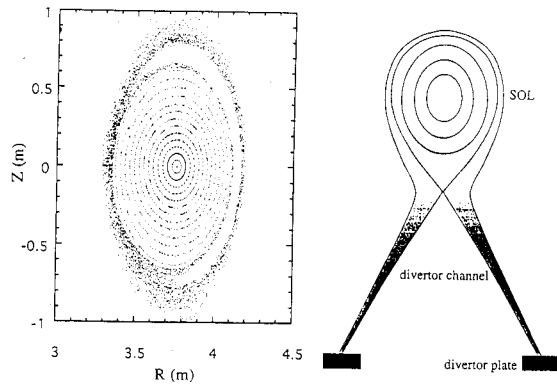 1
0.5
0
-0.5
-1
Z (m)
3
3.5
4
4.5
R (m)
SOL
divertor channel
divertor plate